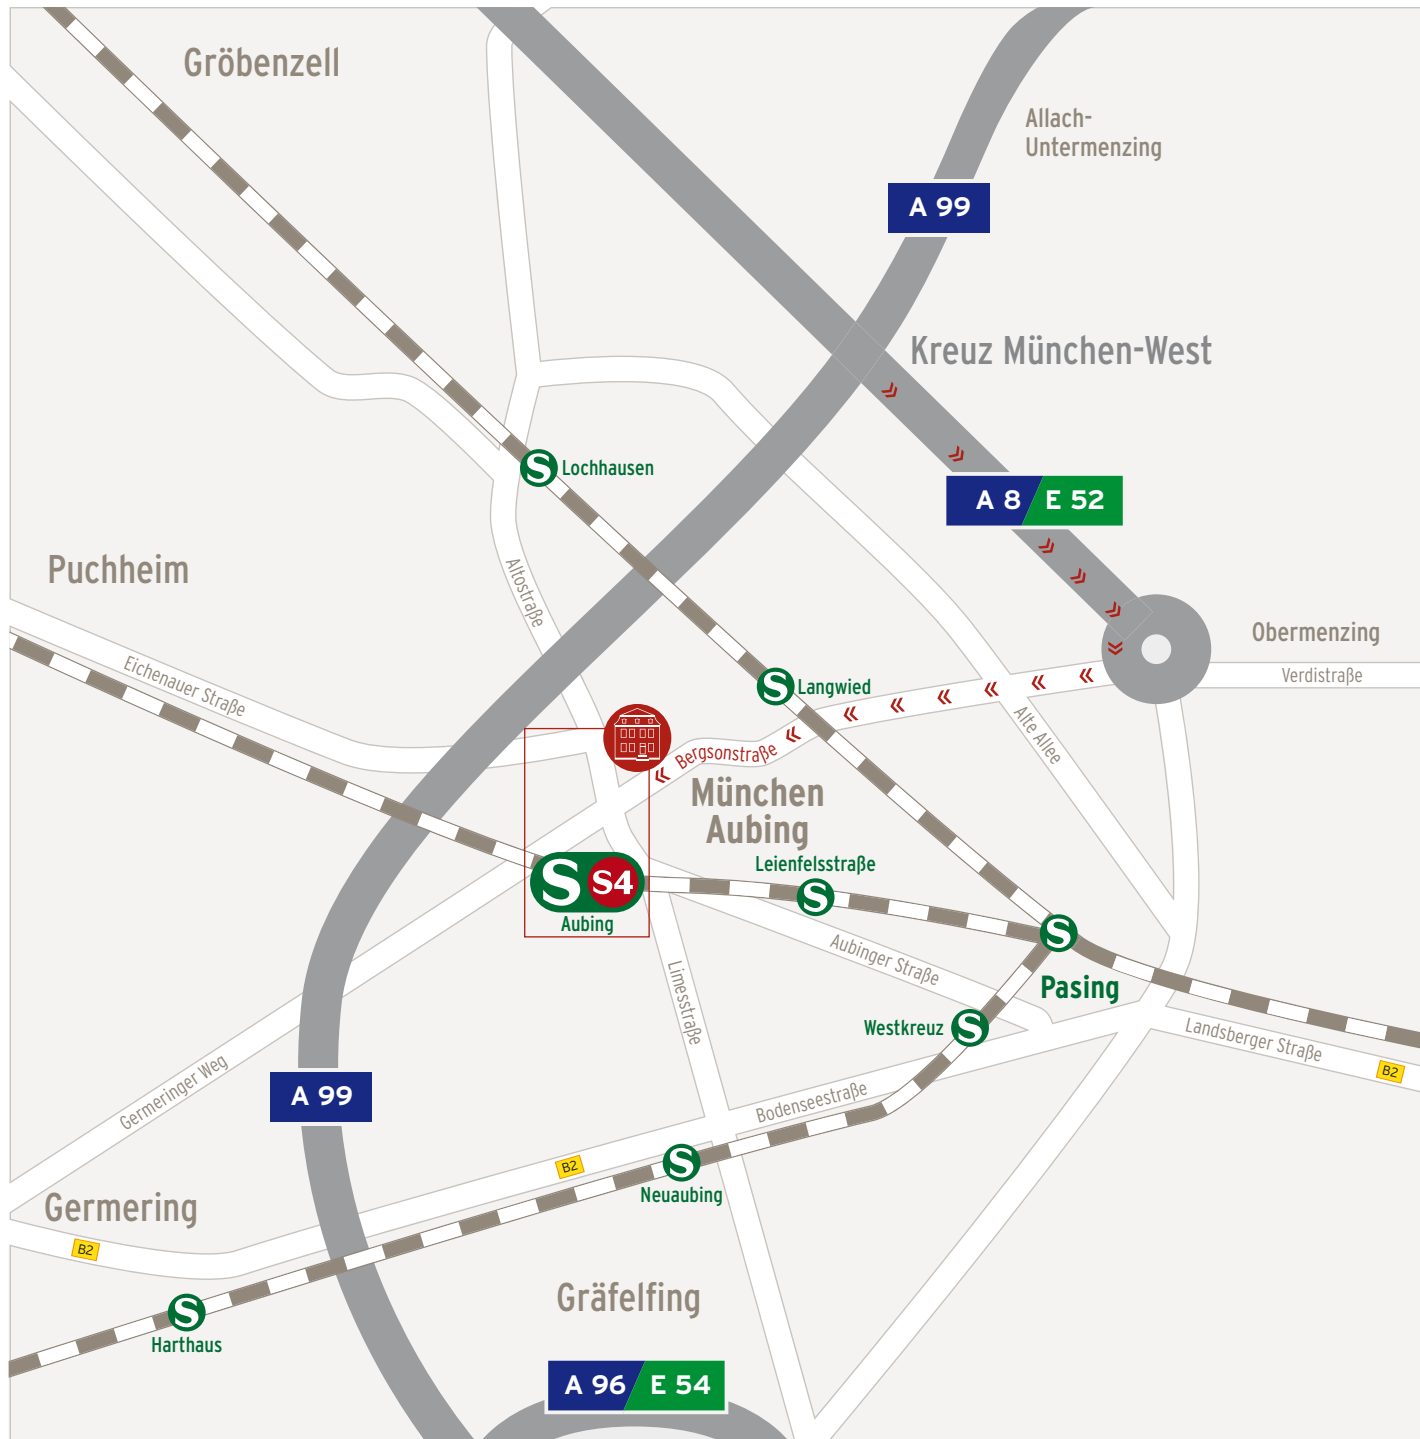 Gröbenzell
Allach-
Untermenzing
A 99
Kreuz München-West
S
Lochhausen
A 8
E 52
Puchheim
Altostraße
Obermenzing
Eichenauer Straße
Verdistraße
S
Langwied
Alte Allee
Bergsonstraße
München
Aubing
Leienfelsstraße
S
S
S4
Aubing
S
Aubinger Straße
Pasing
Limesstraße
Westkreuz
S
Landsberger Straße
B2
Germeringer Weg
A 99
Bodenseestraße
B2
S
Neuaubing
Germering
B2
Gräfelfing
S
Harthaus
A 96
E 54